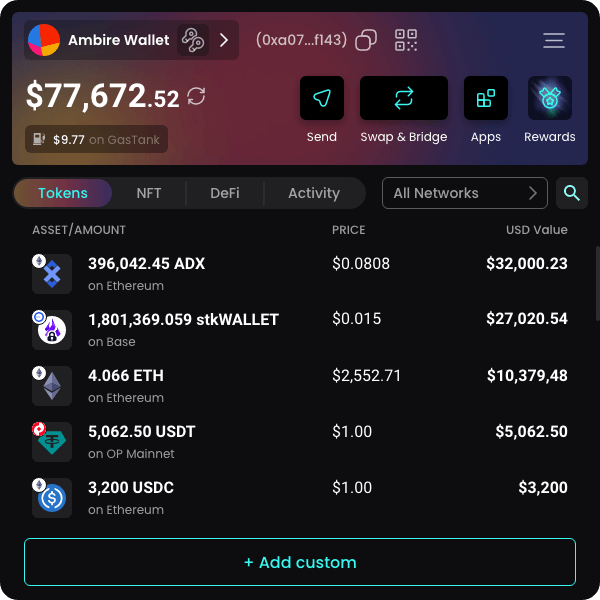 Ambire Wallet (0xa07...f143)
$77,672.52
$9.77 on GasTank
Send Swap & Bridge Apps Rewards
Tokens NFT DeFi Activity All Networks
ASSET/AMOUNT PRICE USD Value
396,042.45 ADX $0.0808 $32,000.23
on Ethereum
1,801,369.059 stkWALLET $0.015 $27,020.54
on Base
4.066 ETH $2,552.71 $10,379,48
on Ethereum
5,062.50 USDT $1.00 $5,062.50
on OP Mainnet
3,200 USDC $1.00 $3,200
on Ethereum
+ Add custom